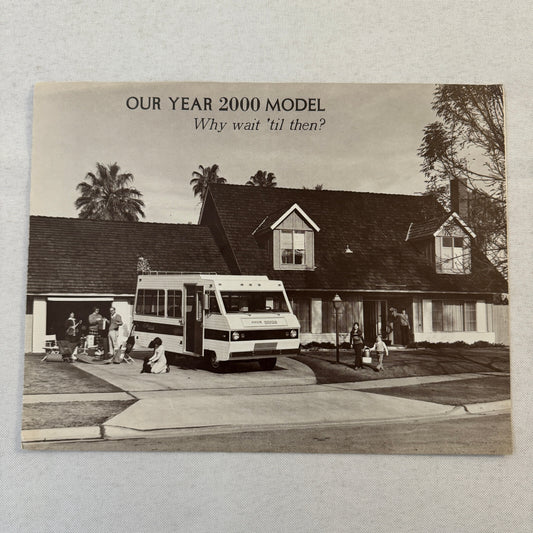 OUR YEAR 2000 MODEL
Why wait 'til then?